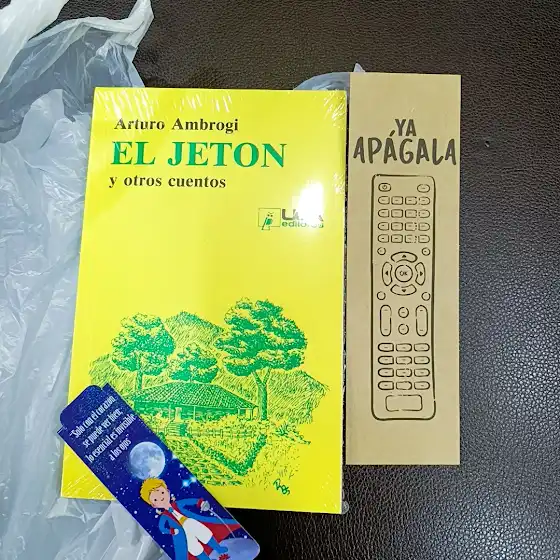 Arturo Ambrogi
EL JETON
y otros cuentos
UCA
editores
YA
APÁGALA
OK
"Solo con el corazón
se puede ver bien;
lo esencial es invisible
a los ojos"